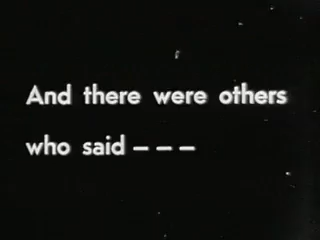 And there were others
who said – – –